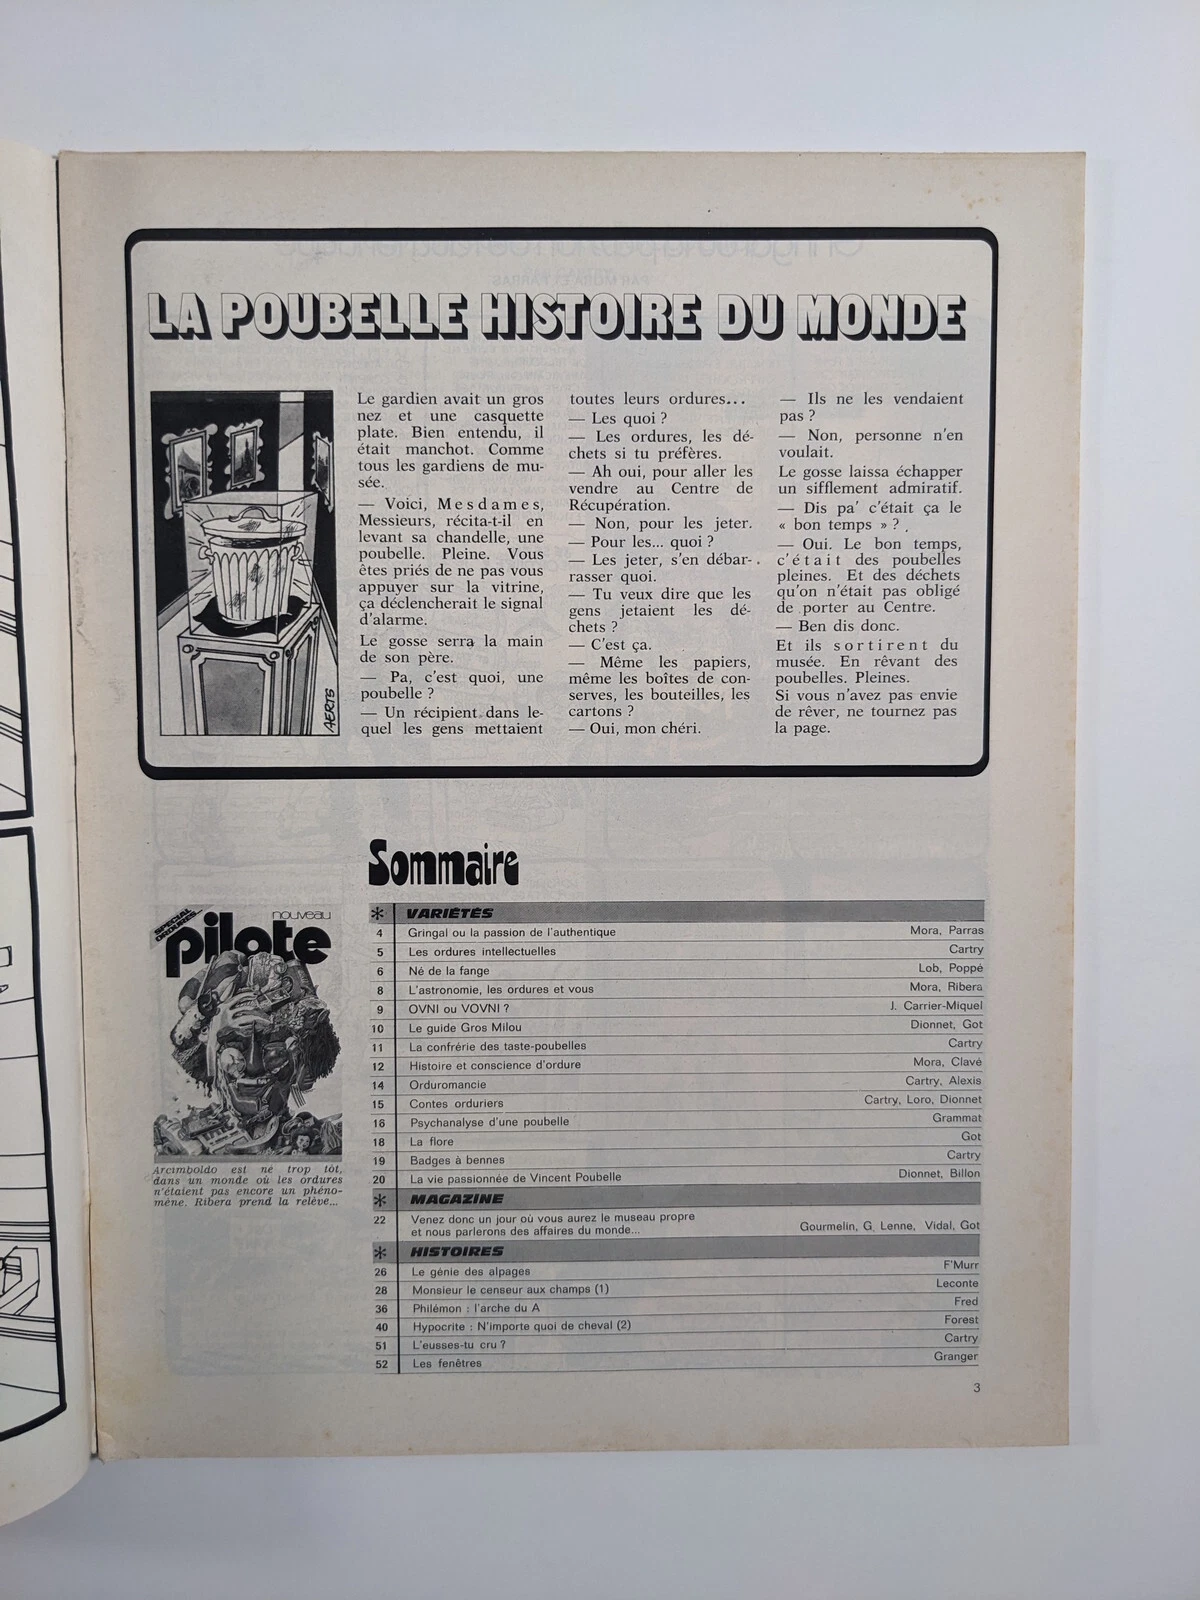 LA POUBELLE HISTOIRE DU MONDE
Le gardien avait un gros
nez et une casquette
plate. Bien entendu, il
était manchot. Comme
tous les gardiens de mu-
sée.
— Voici, Mesdames,
Messieurs, récita-t-il en
levant sa chandelle, une
poubelle. Pleine. Vous
êtes priés de ne pas vous
appuyer sur la vitrine,
ça déclencherait le signal
d'alarme.
Le gosse serra la main
de son père.
— Pa, c'est quoi, une
poubelle ?
— Un récipient dans le-
quel les gens mettaient
toutes leurs ordures...
— Les quoi ?
— Les ordures, les dé-
chets si tu préfères.
— Ah oui, pour aller les
vendre au Centre de
Récupération.
— Non, pour les jeter.
— Pour les... quoi ?
— Les jeter, s'en débar-
rasser quoi.
— Tu veux dire que les
gens jetaient les dé-
chets ?
— C'est ça.
— Même les papiers,
même les boîtes de con-
serves, les bouteilles, les
cartons ?
— Oui, mon chéri.
— Ils ne les vendaient
pas ?
— Non, personne n'en
voulait.
Le gosse laissa échapper
un sifflement admiratif.
— Dis pa' c'était ça le
« bon temps » ?
— Oui. Le bon temps,
c'était des poubelles
pleines. Et des déchets
qu'on n'était pas obligé
de porter au Centre.
— Ben dis donc.
Et ils sortirent du
musée. En rêvant des
poubelles. Pleines.
Si vous n'avez pas envie
de rêver, ne tournez pas
la page.
AERTS
Sommaire
SPECIAL
ORDURES...
nouveau
pilote
Arcimboldo est né trop tôt,
dans un monde où les ordures
n'étaient pas encore un phéno-
mène. Ribera prend la relève...
* VARIÉTÉS
4 Gringal ou la passion de l'authentique Mora, Parras
5 Les ordures intellectuelles Cartry
6 Né de la fange Lob, Poppé
8 L'astronomie, les ordures et vous Mora, Ribera
9 OVNI ou VOVNI ? J. Carrier-Miquel
10 Le guide Gros Milou Dionnet, Got
11 La confrérie des taste-poubelles Cartry
12 Histoire et conscience d'ordure Mora, Clavé
14 Orduromancie Cartry, Alexis
15 Contes orduriers Cartry, Loro, Dionnet
16 Psychanalyse d'une poubelle Grammat
18 La flore Got
19 Badges à bennes Cartry
20 La vie passionnée de Vincent Poubelle Dionnet, Billon
* MAGAZINE
22 Venez donc un jour où vous aurez le museau propre
et nous parlerons des affaires du monde... Gourmelin, G. Lenne, Vidal, Got
* HISTOIRES
26 Le génie des alpages F'Murr
28 Monsieur le censeur aux champs (1) Leconte
36 Philémon : l'arche du A Fred
40 Hypocrite : N'importe quoi de cheval (2) Forest
51 L'eusses-tu cru ? Cartry
52 Les fenêtres Granger
3